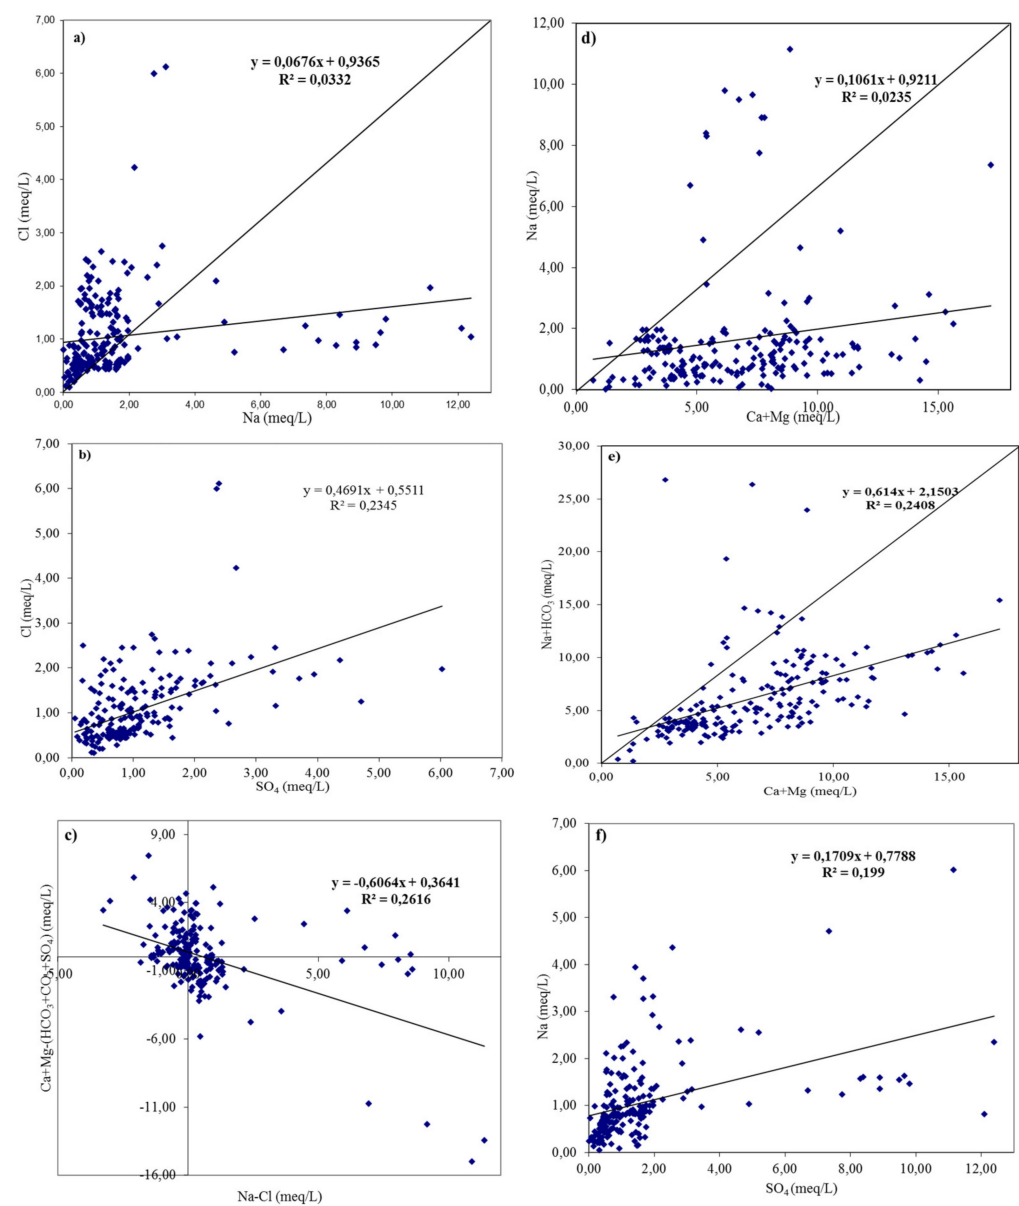 a)
y = 0,0676x + 0,9365
R² = 0,0332
7,00
6,00
5,00
4,00
3,00
2,00
1,00
0,00
Cl (meq/L)
0,00 2,00 4,00 6,00 8,00 10,00 12,00
Na (meq/L)
d)
y = 0,1061x + 0,9211
R² = 0,0235
12,00
10,00
8,00
6,00
4,00
2,00
0,00
Na (meq/L)
0,00 5,00 10,00 15,00
Ca+Mg (meq/L)
b)
y = 0,4691x + 0,5511
R² = 0,2345
7,00
6,00
5,00
4,00
3,00
2,00
1,00
0,00
Cl (meq/L)
0,00 1,00 2,00 3,00 4,00 5,00 6,00 7,00
SO₄ (meq/L)
e)
y = 0,614x + 2,1503
R² = 0,2408
30,00
25,00
20,00
15,00
10,00
5,00
0,00
Na+HCO₃ (meq/L)
0,00 5,00 10,00 15,00
Ca+Mg (meq/L)
c)
y = -0,6064x + 0,3641
R² = 0,2616
9,00
4,00
-1,00
-6,00
-11,00
-16,00
Ca+Mg-(HCO₃+CO₃+SO₄) (meq/L)
-5,00 5,00 10,00
Na-Cl (meq/L)
f)
y = 0,1709x + 0,7788
R² = 0,199
7,00
6,00
5,00
4,00
3,00
2,00
1,00
0,00
Na (meq/L)
0,00 2,00 4,00 6,00 8,00 10,00 12,00
SO₄ (meq/L)